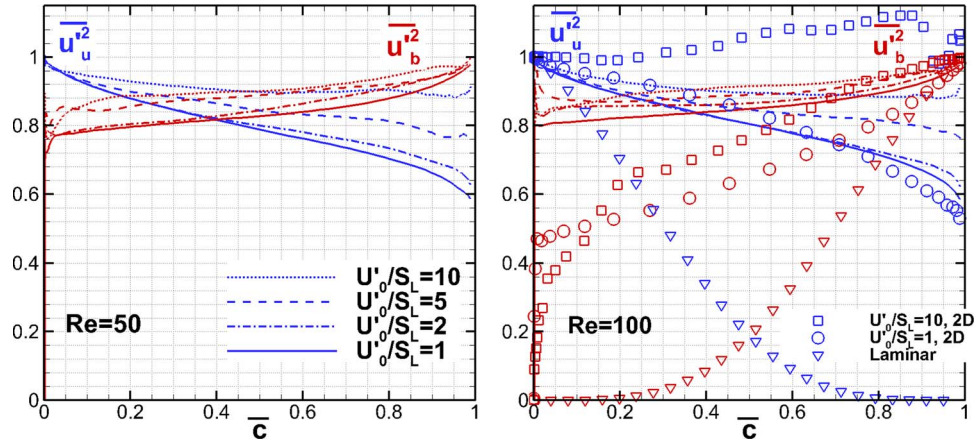 u'²u u'²b
1
0.8
0.6
0.4
0.2
0
U'0/SL=10
U'0/SL=5
U'0/SL=2
U'0/SL=1
Re=50
0 0.2 0.4 0.6 0.8 1
c
u'²u u'²b
1
0.8
0.6
0.4
0.2
0
Re=100
U'0/SL=10, 2D
U'0/SL=1, 2D
Laminar
0 0.2 0.4 0.6 0.8 1
c